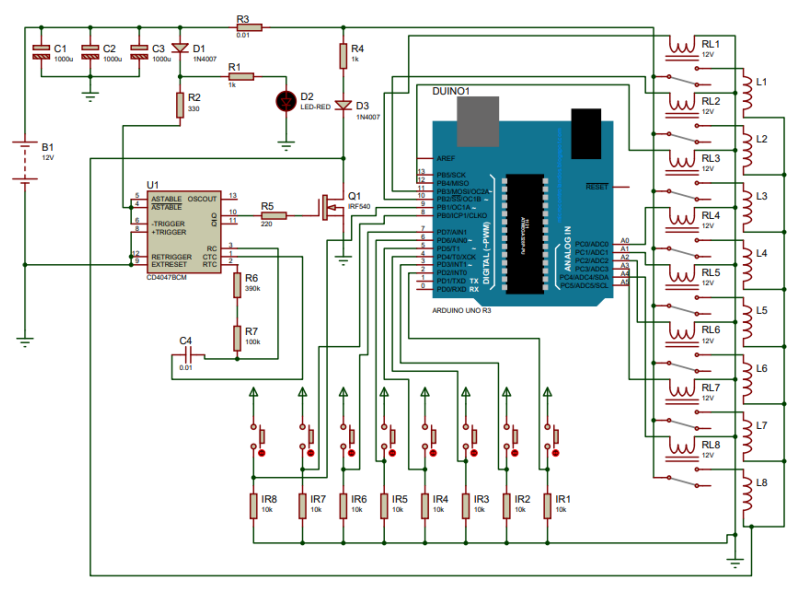 R3
0.01
C1
1000u
C2
1000u
C3
1000u
D1
1N4007
R4
1k
R1
1k
D2
LED-RED
D3
1N4007
R2
330
B1
12V
U1
5 ASTABLE OSCOUT 13
4 ASTABLE
6 -TRIGGER Q 10
8 +TRIGGER Q 11
RC 3
12 RETRIGGER CTC 1
9 EXTRESET RTC 2
CD4047BCM
R5
220
Q1
IRF540
R6
390k
R7
100k
C4
0.01
DUINO1
AREF
13 PB5/SCK
12 PB4/MISO
11 PB3/MOSI/OC2A
10 PB2/SS/OC1B
9 PB1/OC1A
8 PB0/ICP1/CLKO
7 PD7/AIN1
6 PD6/AIN0
5 PD5/T1
4 PD4/T0/XCK
3 PD3/INT1
2 PD2/INT0
1 PD1/TXD TX
0 PD0/RXD RX
DIGITAL (~PWM)
ANALOG IN
RESET
PC0/ADC0 A0
PC1/ADC1 A1
PC2/ADC2 A2
PC3/ADC3 A3
PC4/ADC4/SDA A4
PC5/ADC5/SCL A5
ARDUINO UNO R3
RL1
12V
RL2
12V
RL3
12V
RL4
12V
RL5
12V
RL6
12V
RL7
12V
RL8
12V
L1
L2
L3
L4
L5
L6
L7
L8
IR8
10k
IR7
10k
IR6
10k
IR5
10k
IR4
10k
IR3
10k
IR2
10k
IR1
10k